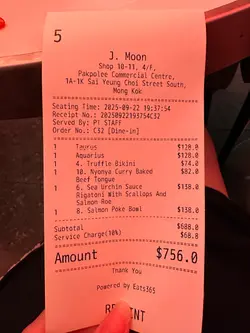 5
J. Moon
Shop 10-11, 4/F,
Pakpolee Commercial Centre,
1A-1K Sai Yeung Choi Street South,
Mong Kok
Seating Time: 2025-09-22 19:37:54
Receipt No.: 20250922193754C32
Served By: P1 STAFF
Order No.: C32 [Dine-in]
1 Taurus $128.0
1 Aquarius $128.0
1 4. Truffle Bikini $74.0
1 10. Nyonya Curry Baked $82.0
Beef Tongue
1 6. Sea Urchin Sauce $138.0
Rigatoni With Scallops And
Salmon Roe
1 8. Salmon Poke Bowl $138.0
Subtotal $688.0
Service Charge(10%) $68.8
Amount $756.0
Thank You
Powered by Eats365